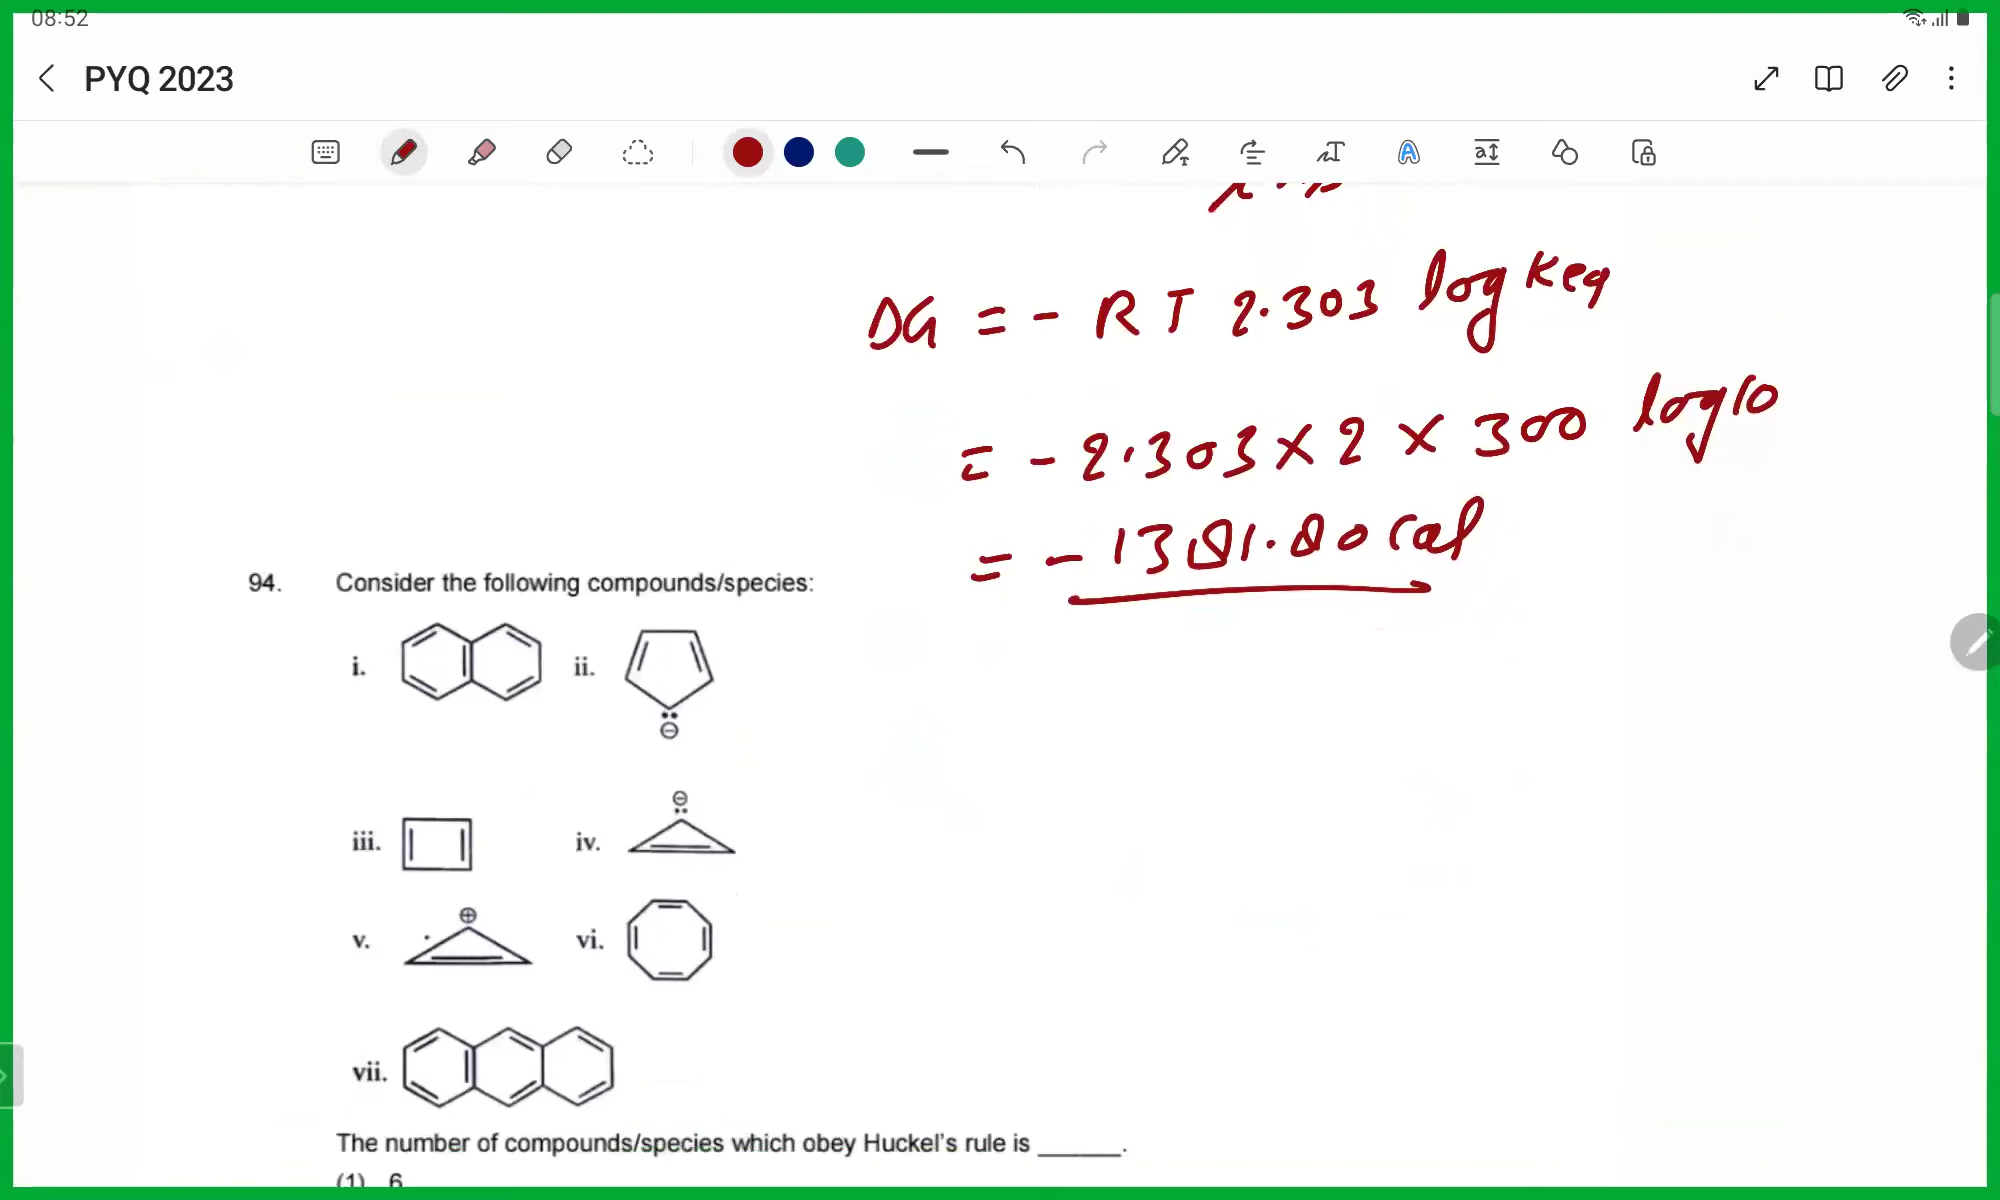 08:52
PYQ 2023
ΔG = - RT 2.303 log Keq
= - 2.303 × 2 × 300 log10
= - 1381.80 cal
94. Consider the following compounds/species:
i. ii.
iii. iv.
v. vi.
vii.
The number of compounds/species which obey Huckel's rule is ______.
(1) 6